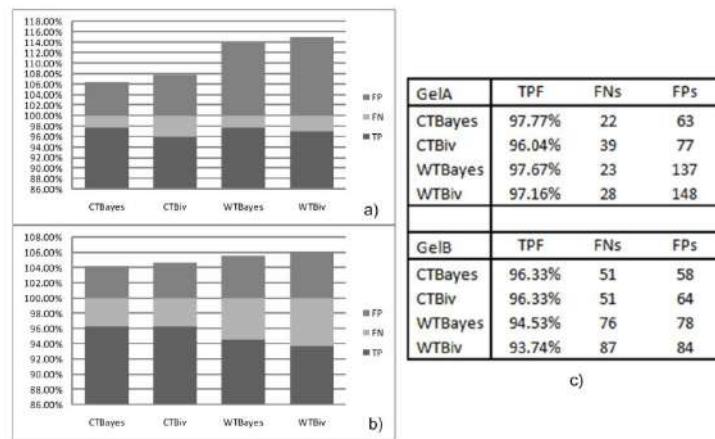 118.00%
116.00%
114.00%
112.00%
110.00%
108.00%
106.00%
104.00%
102.00%
100.00%
98.00%
96.00%
94.00%
92.00%
90.00%
88.00%
86.00%
FP
FN
TP
CTBayes CTBiv WTBayes WTBiv
a)
108.00%
106.00%
104.00%
102.00%
100.00%
98.00%
96.00%
94.00%
92.00%
90.00%
88.00%
86.00%
FP
FN
TP
CTBayes CTBiv WTBayes WTBiv
b)
GelA TPF FNs FPs
CTBayes 97.77% 22 63
CTBiv 96.04% 39 77
WTBayes 97.67% 23 137
WTBiv 97.16% 28 148
GelB TPF FNs FPs
CTBayes 96.33% 51 58
CTBiv 96.33% 51 64
WTBayes 94.53% 76 78
WTBiv 93.74% 87 84
c)